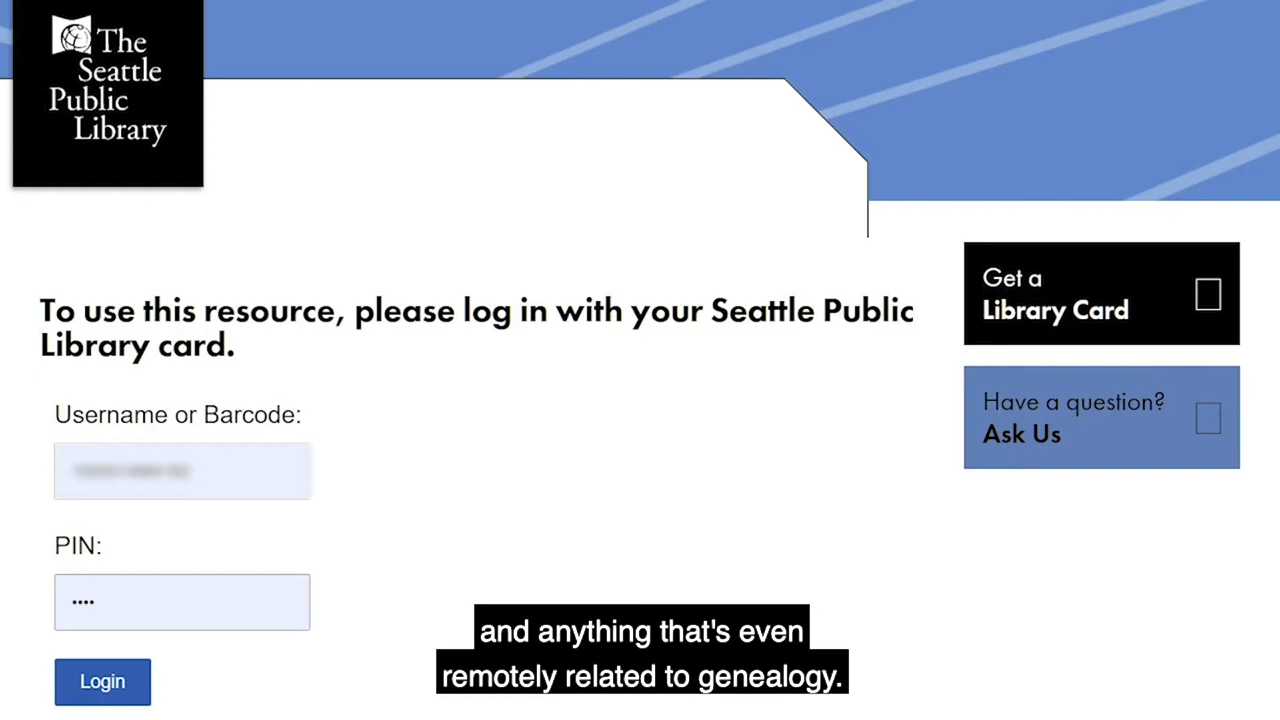 The
Seattle
Public
Library
To use this resource, please log in with your Seattle Public
Library card.
Username or Barcode:
PIN:
••••
Login
Get a
Library Card
Have a question?
Ask Us
and anything that's even
remotely related to genealogy.